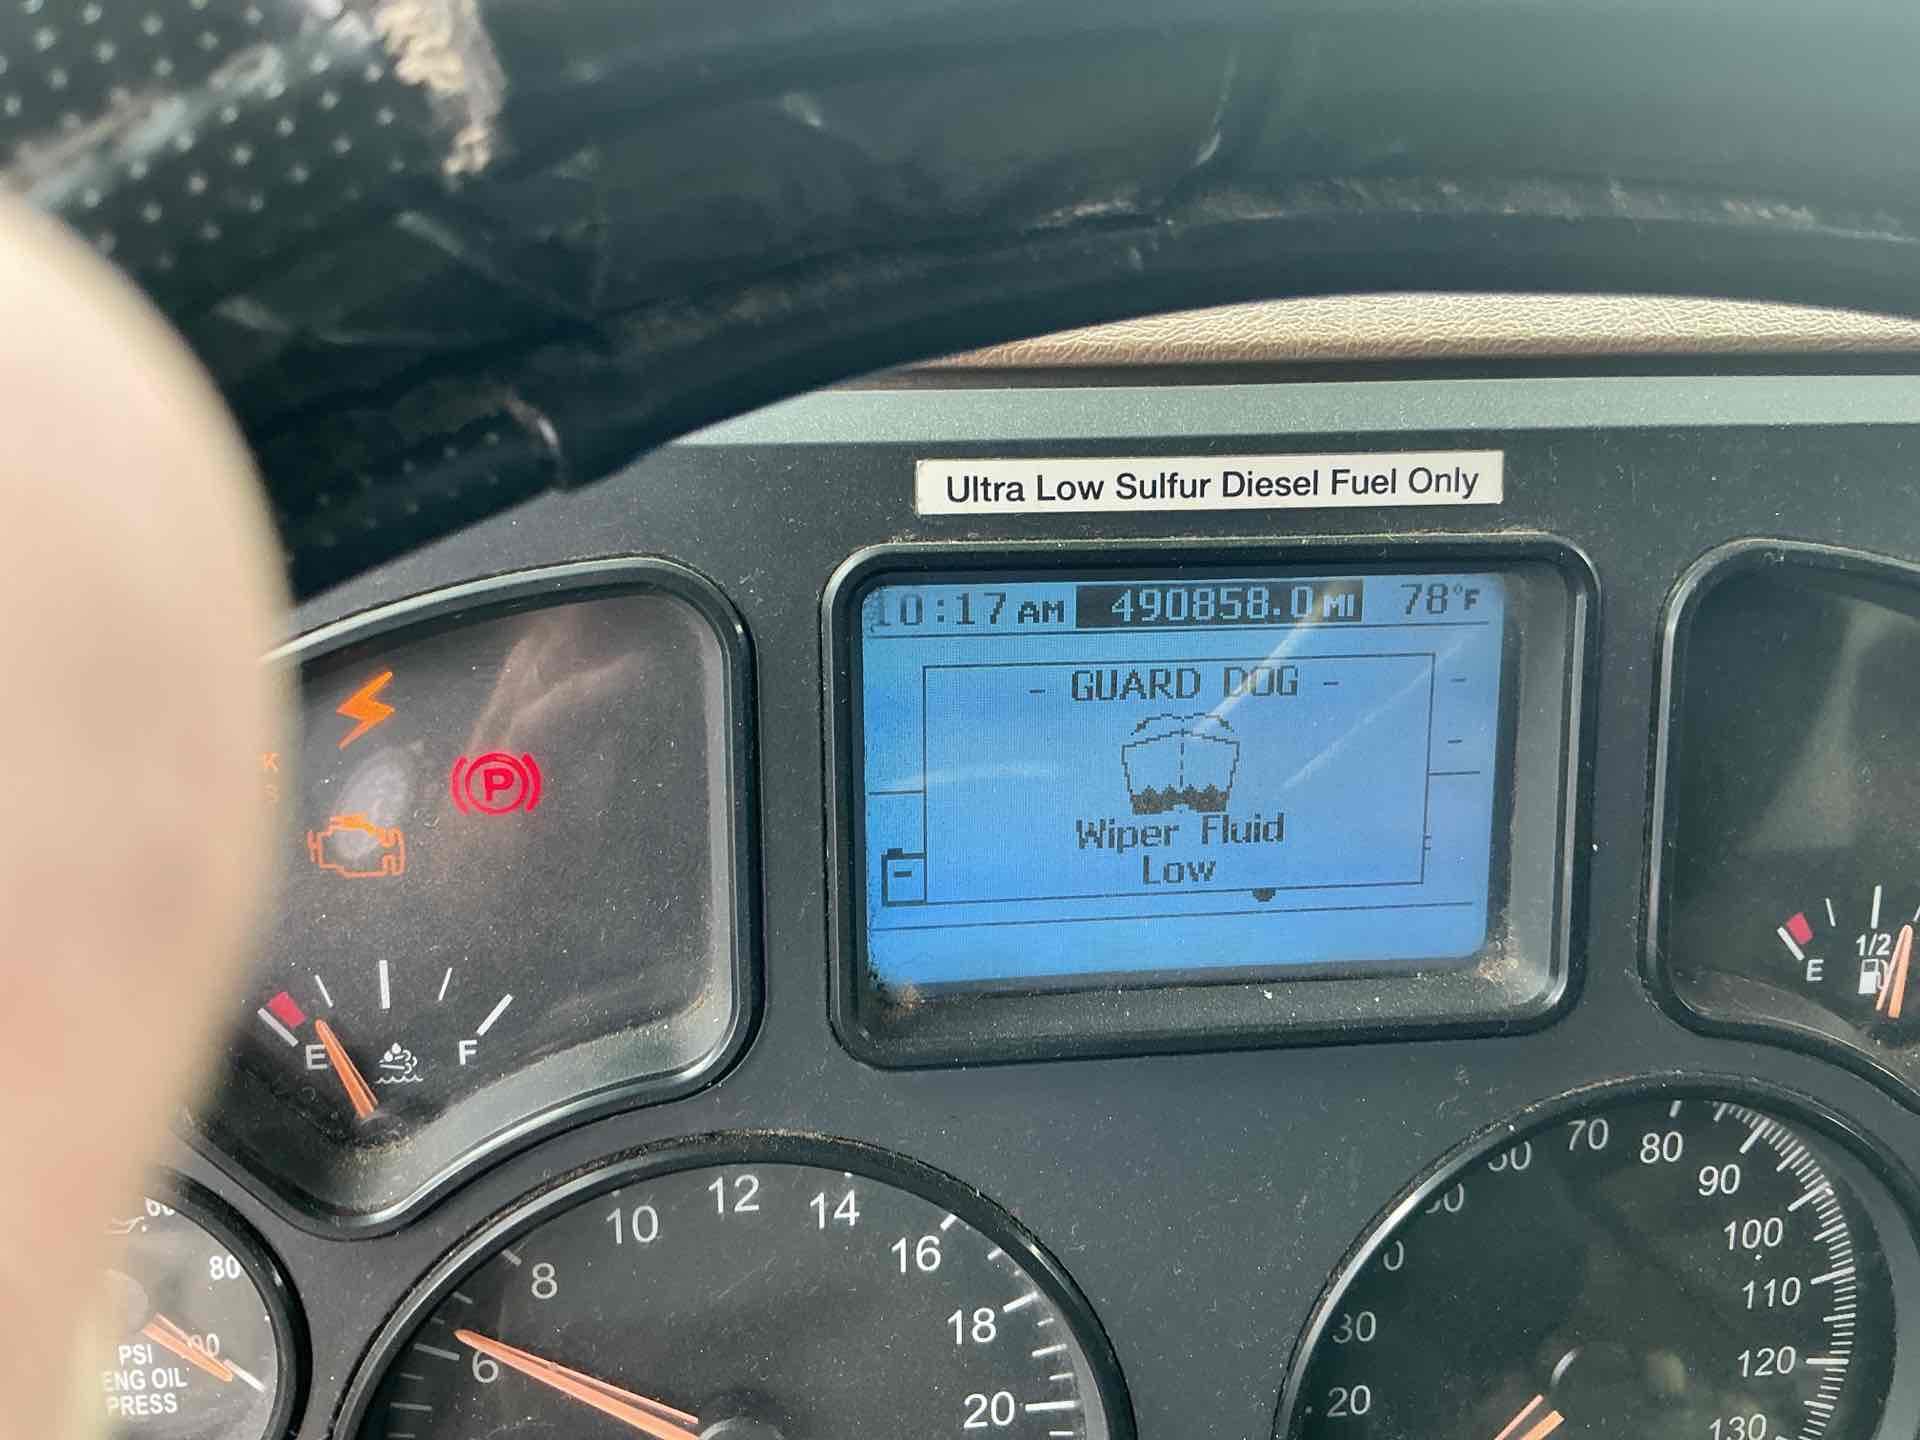 Ultra Low Sulfur Diesel Fuel Only
10:17 AM 490858.0 MI 78°F
- GUARD DOG -
Wiper Fluid
Low
P
E F
E 1/2
80
PSI
ENG OIL
PRESS
6 8 10 12 14 16 18 20
20 30 70 80 90 100 110 120 130